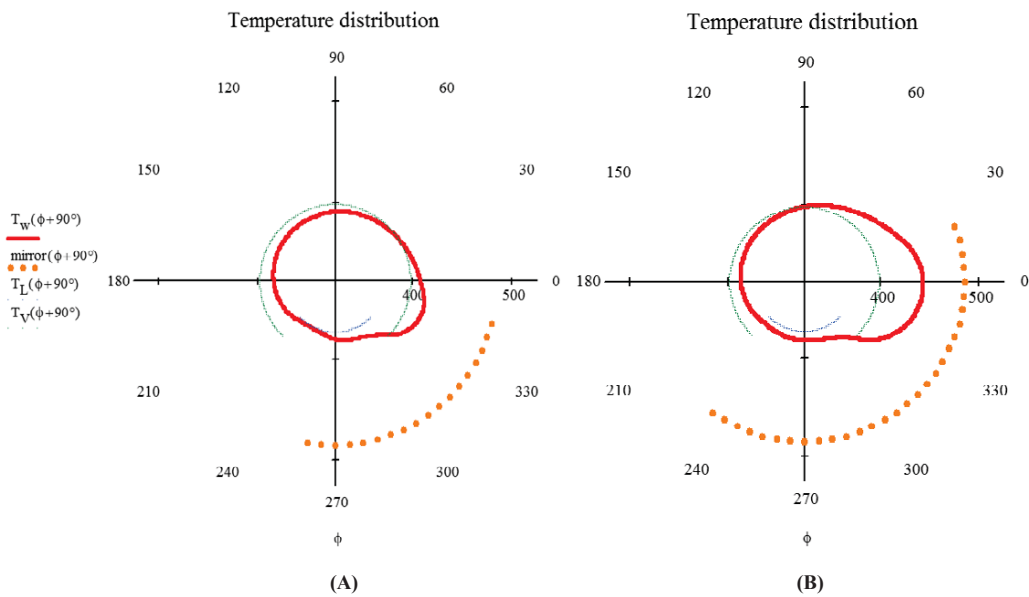 Temperature distribution
90
120
60
150
30
180
400
500
0
210
330
240
300
270
ϕ
(A)
T_w(ϕ+90°)
mirror(ϕ+90°)
T_L(ϕ+90°)
T_V(ϕ+90°)
Temperature distribution
90
120
60
150
30
180
400
500
0
210
330
240
300
270
ϕ
(B)